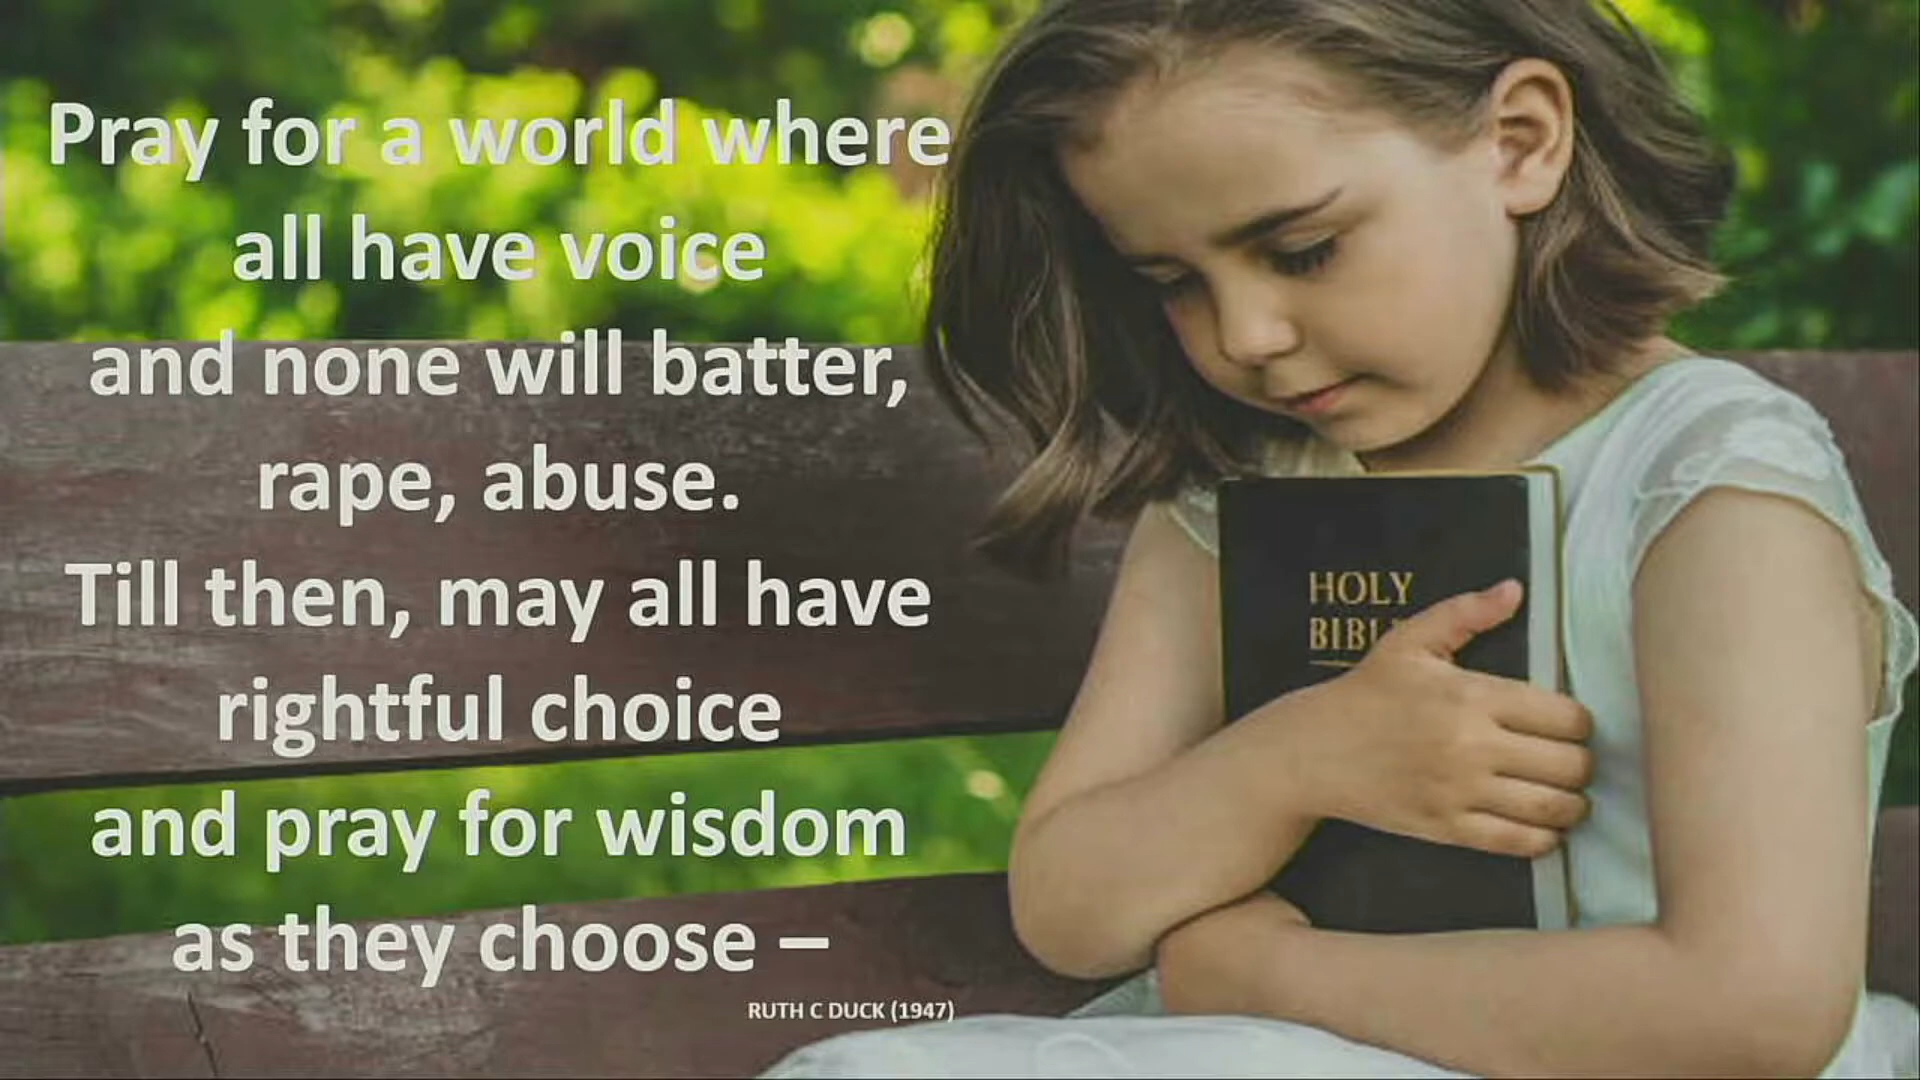 Pray for a world where
all have voice
and none will batter,
rape, abuse.
Till then, may all have
rightful choice
and pray for wisdom
as they choose –
RUTH C DUCK (1947)
HOLY
BIBL